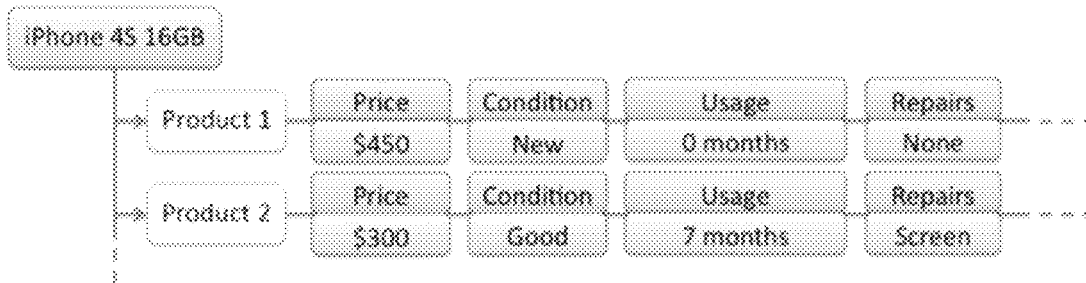 iPhone 4S 16GB
Product 1
Price
Condition
Usage
Repairs
$450
New
0 months
None
Product 2
Price
Condition
Usage
Repairs
$300
Good
7 months
Screen